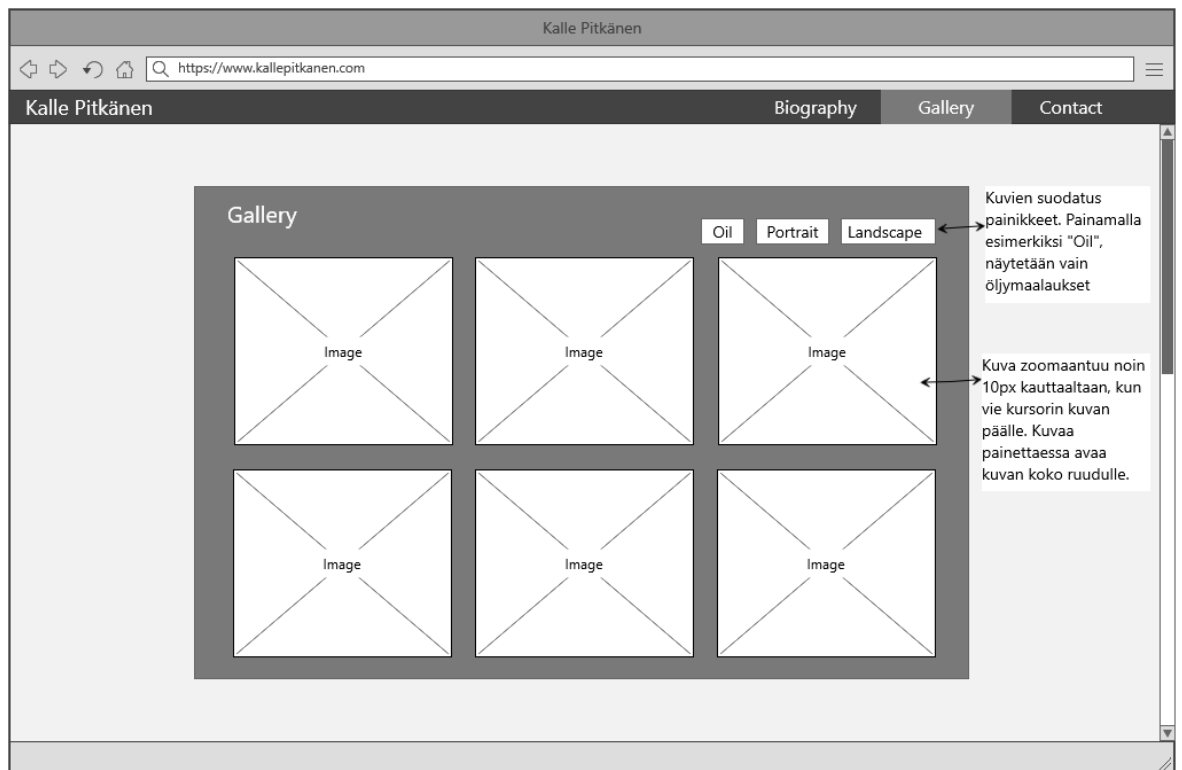 Kalle Pitkänen
https://www.kallepitkanen.com
Kalle Pitkänen
Biography
Gallery
Contact
Gallery
Oil
Portrait
Landscape
Kuvien suodatus
painikkeet. Painamalla
esimerkiksi "Oil",
näytetään vain
öljymaalaukset
Image
Image
Image
Kuva zoomaantuu noin
10px kauttaaltaan, kun
vie kursorin kuvan
päälle. Kuvaa
painettaessa avaa
kuvan koko ruudulle.
Image
Image
Image